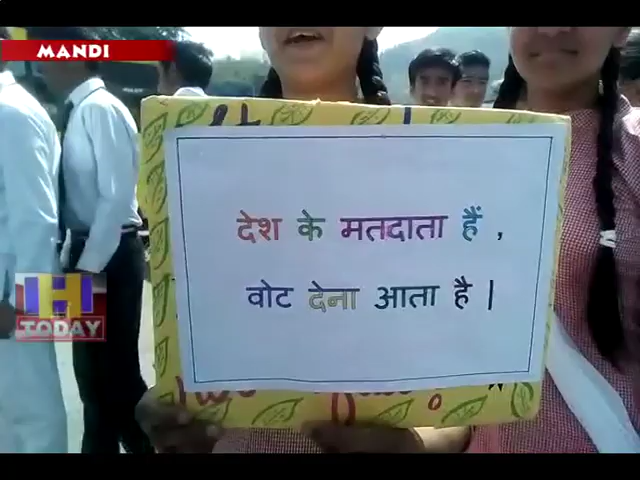 MANDI
देश के मतदाता हैं ,
वोट देना आता है |
H
TODAY